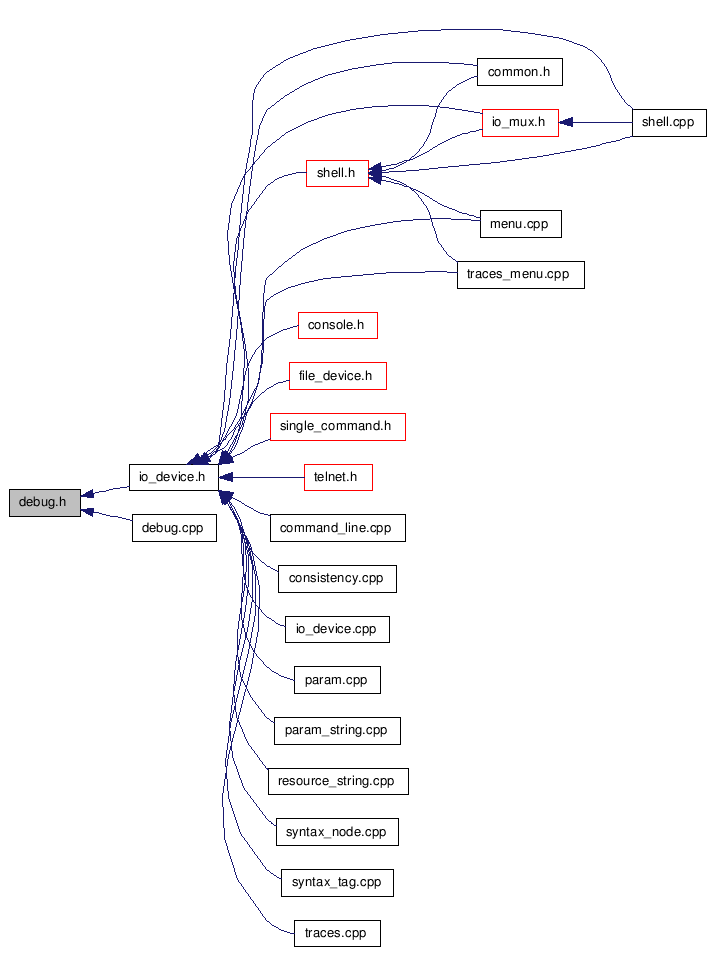 common.h
io_mux.h
shell.cpp
shell.h
menu.cpp
traces_menu.cpp
console.h
file_device.h
single_command.h
io_device.h
telnet.h
debug.h
debug.cpp
command_line.cpp
consistency.cpp
io_device.cpp
param.cpp
param_string.cpp
resource_string.cpp
syntax_node.cpp
syntax_tag.cpp
traces.cpp